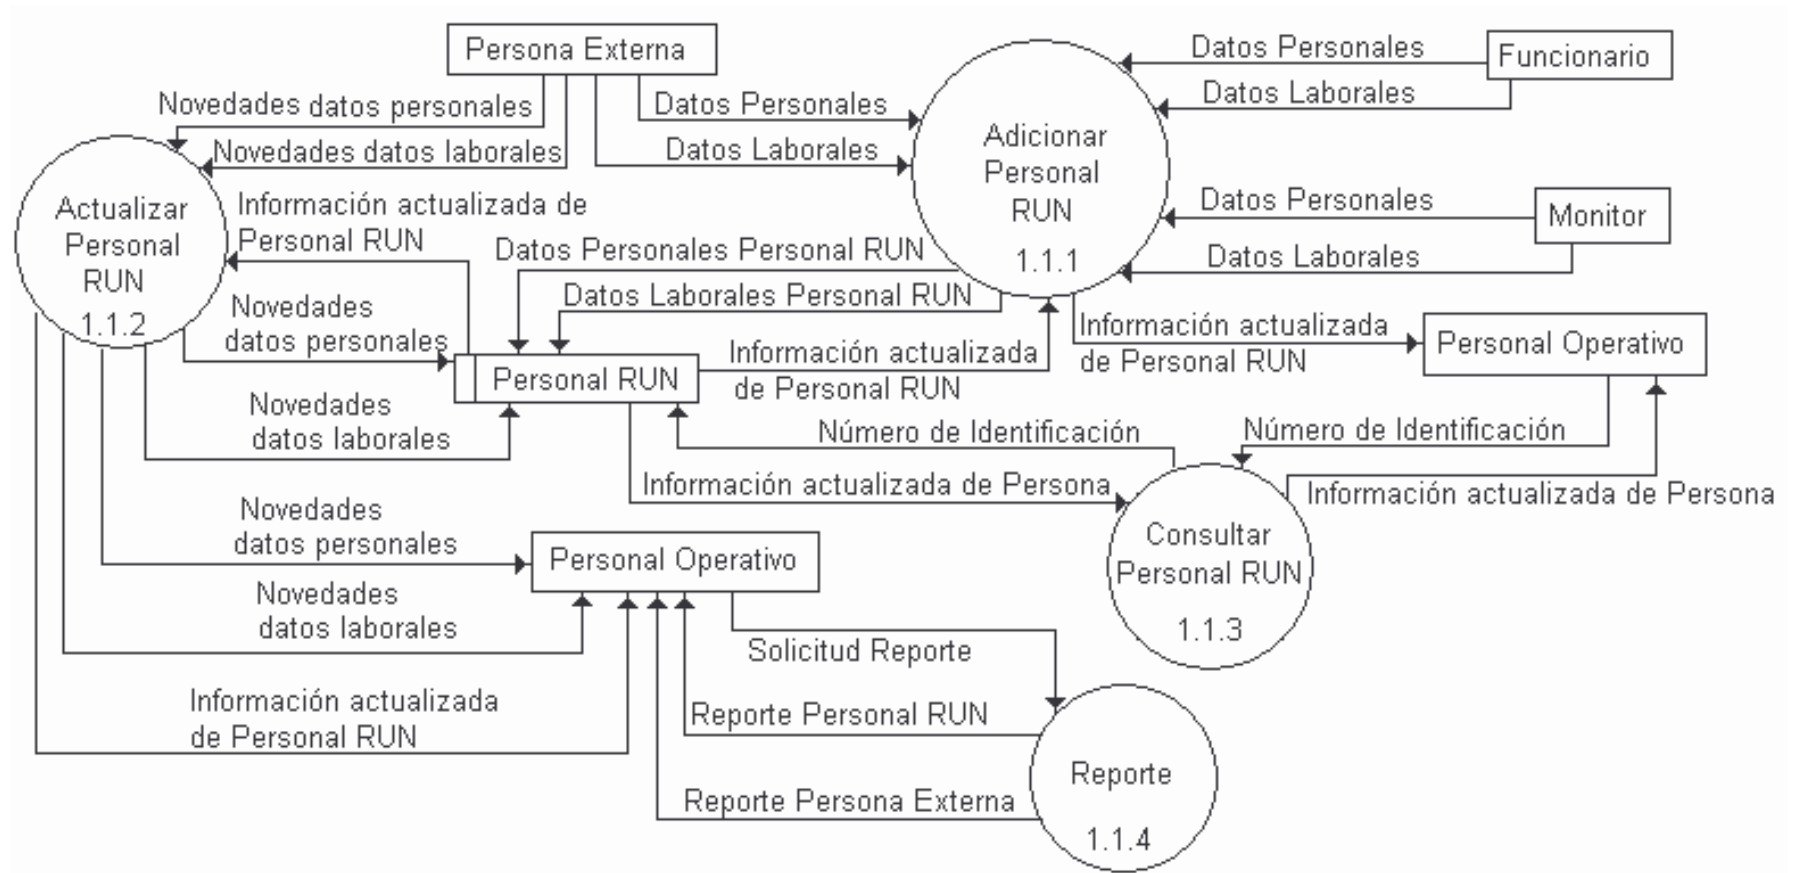 Persona Externa
Datos Personales
Funcionario
Novedades datos personales
Datos Personales
Datos Laborales
Adicionar
Personal
RUN
1.1.1
Novedades datos laborales
Datos Laborales
Actualizar
Personal
RUN
1.1.2
Información actualizada de
Personal RUN
Datos Personales
Monitor
Datos Personales Personal RUN
Datos Laborales
Datos Laborales Personal RUN
Novedades
datos personales
Información actualizada
de Personal RUN
Información actualizada
de Personal RUN
Personal Operativo
Personal RUN
Novedades
datos laborales
Número de Identificación
Número de Identificación
Información actualizada de Persona
Información actualizada de Persona
Novedades
datos personales
Personal Operativo
Consultar
Personal RUN
1.1.3
Novedades
datos laborales
Solicitud Reporte
Información actualizada
de Personal RUN
Reporte Personal RUN
Reporte
1.1.4
Reporte Persona Externa